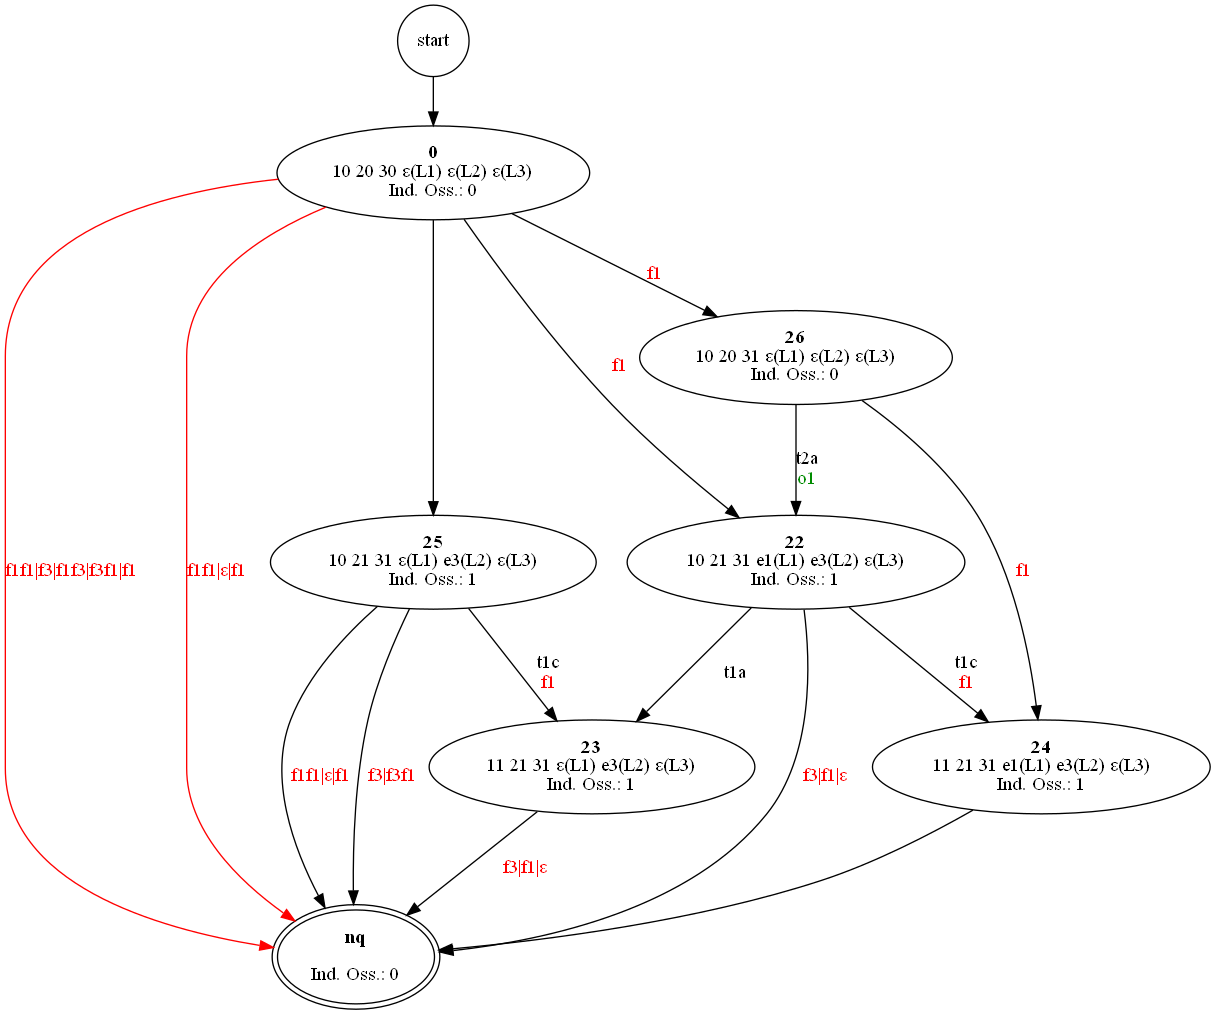 start
0
10 20 30 ε(L1) ε(L2) ε(L3)
Ind. Oss.: 0
f1
26
10 20 31 ε(L1) ε(L2) ε(L3)
Ind. Oss.: 0
f1
t2a
o1
25
10 21 31 ε(L1) e3(L2) ε(L3)
Ind. Oss.: 1
22
10 21 31 e1(L1) e3(L2) ε(L3)
Ind. Oss.: 1
f1f1|f3|f1f3|f3f1|f1
f1f1|ε|f1
f1
t1c
f1
t1a
t1c
f1
23
11 21 31 ε(L1) e3(L2) ε(L3)
Ind. Oss.: 1
24
11 21 31 e1(L1) e3(L2) ε(L3)
Ind. Oss.: 1
f1f1|ε|f1
f3|f3f1
f3|f1|ε
f3|f1|ε
nq
Ind. Oss.: 0